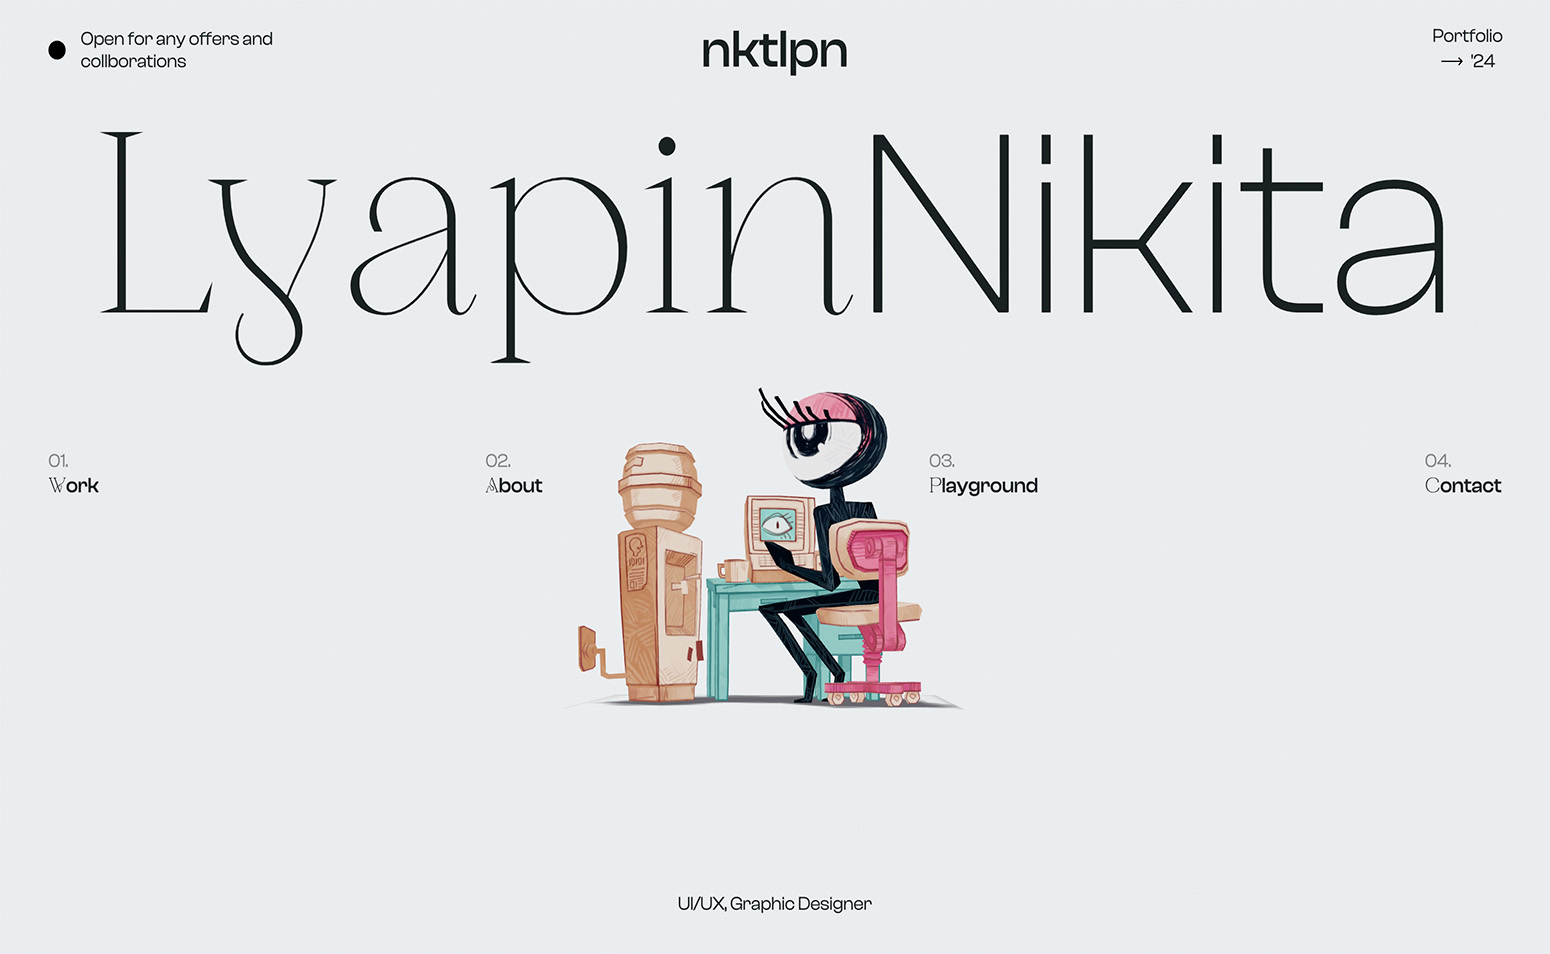 Open for any offers and
collborations
nktlpn
Portfolio
→ '24
LyapinNikita
01.
Work
02.
About
03.
Playground
04.
Contact
UI/UX, Graphic Designer